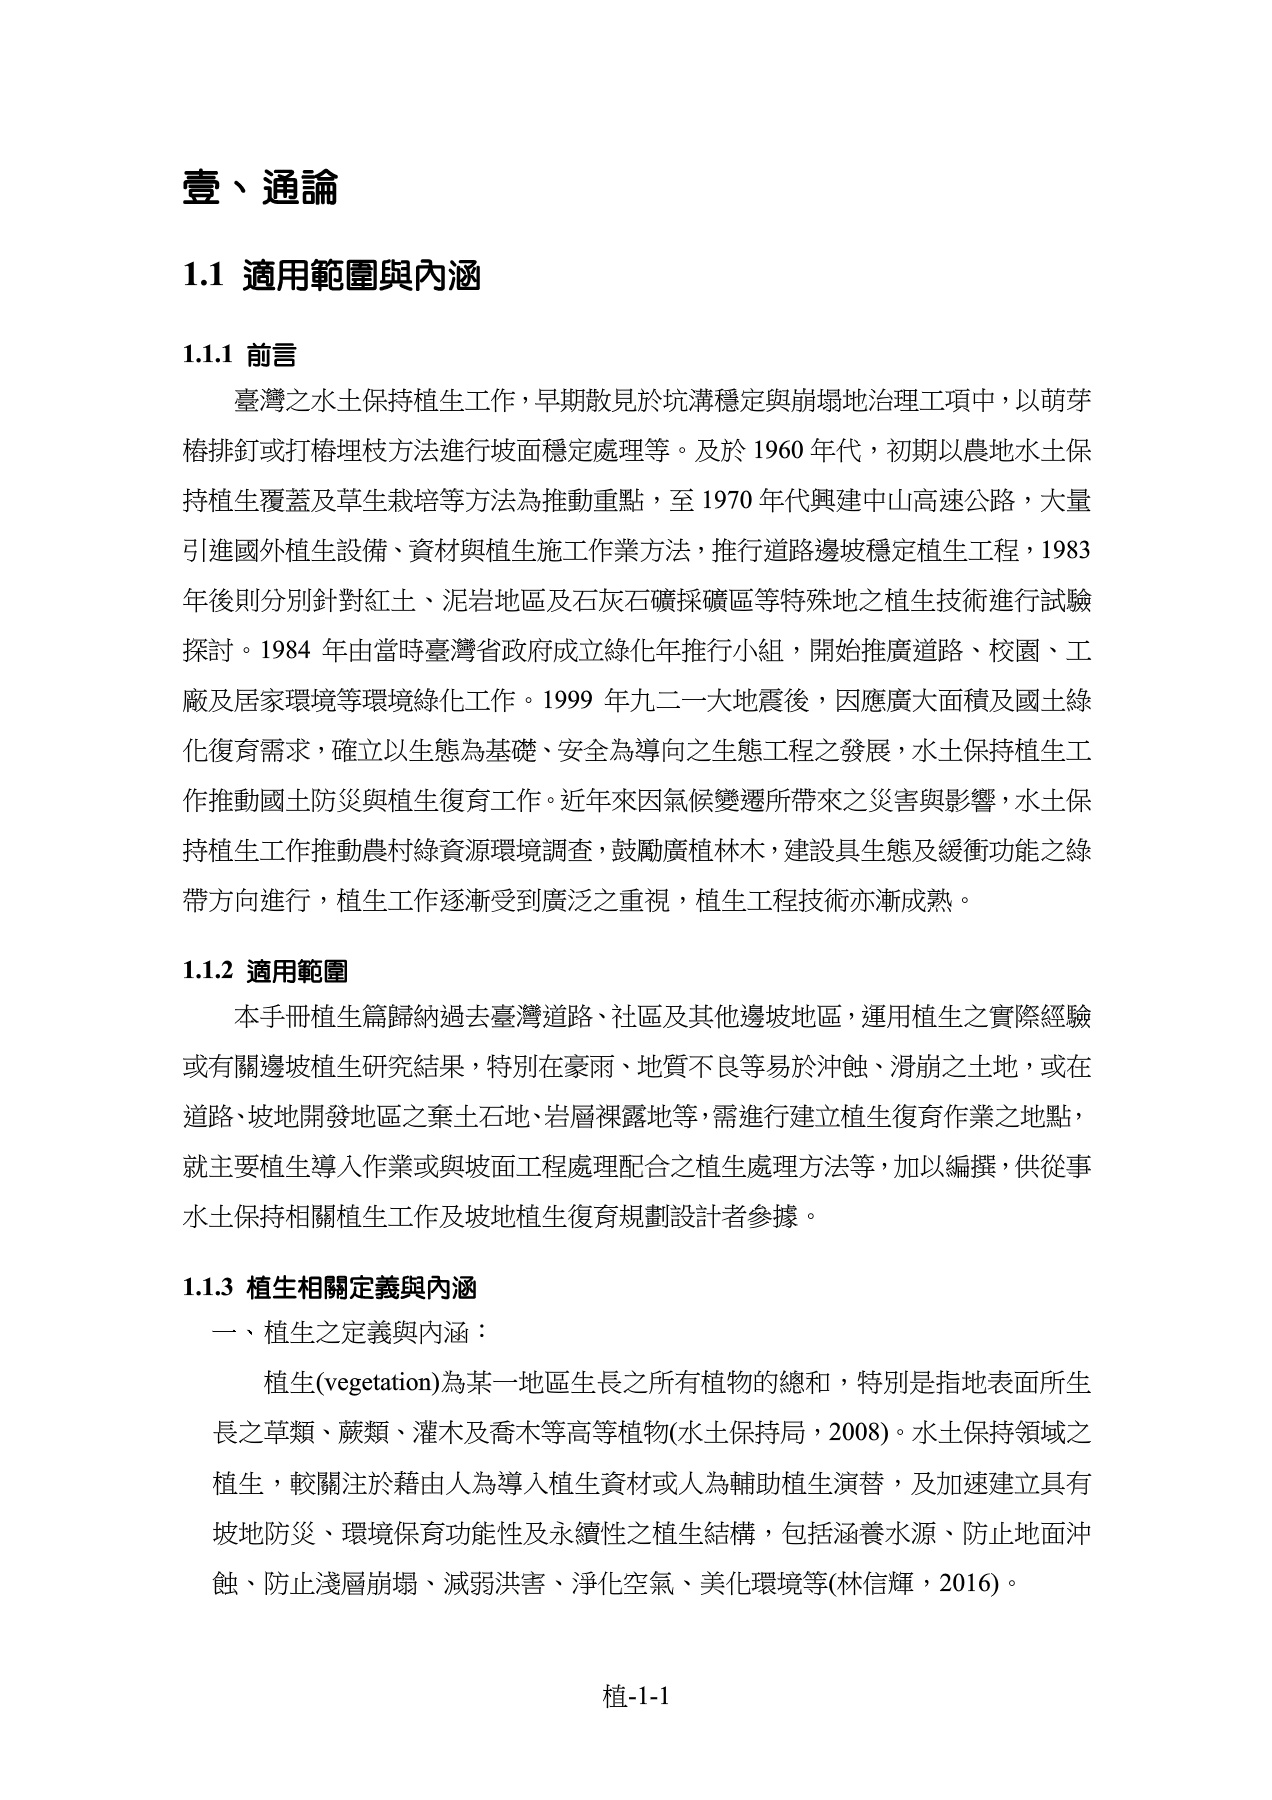 壹、通論
1.1 適用範圍與內涵
1.1.1 前言
臺灣之水土保持植生工作，早期散見於坑溝穩定與崩塌地治理工項中，以萌芽
樁排釘或打樁埋枝方法進行坡面穩定處理等。及於 1960 年代，初期以農地水土保
持植生覆蓋及草生栽培等方法為推動重點，至 1970 年代興建中山高速公路，大量
引進國外植生設備、資材與植生施工作業方法，推行道路邊坡穩定植生工程，1983
年後則分別針對紅土、泥岩地區及石灰石礦採礦區等特殊地之植生技術進行試驗
探討。1984 年由當時臺灣省政府成立綠化年推行小組，開始推廣道路、校園、工
廠及居家環境等環境綠化工作。1999 年九二一大地震後，因應廣大面積及國土綠
化復育需求，確立以生態為基礎、安全為導向之生態工程之發展，水土保持植生工
作推動國土防災與植生復育工作。近年來因氣候變遷所帶來之災害與影響，水土保
持植生工作推動農村綠資源環境調查，鼓勵廣植林木，建設具生態及緩衝功能之綠
帶方向進行，植生工作逐漸受到廣泛之重視，植生工程技術亦漸成熟。
1.1.2 適用範圍
本手冊植生篇歸納過去臺灣道路、社區及其他邊坡地區，運用植生之實際經驗
或有關邊坡植生研究結果，特別在豪雨、地質不良等易於沖蝕、滑崩之土地，或在
道路、坡地開發地區之棄土石地、岩層裸露地等，需進行建立植生復育作業之地點，
就主要植生導入作業或與坡面工程處理配合之植生處理方法等，加以編撰，供從事
水土保持相關植生工作及坡地植生復育規劃設計者參據。
1.1.3 植生相關定義與內涵
一、植生之定義與內涵：
植生(vegetation)為某一地區生長之所有植物的總和，特別是指地表面所生
長之草類、蕨類、灌木及喬木等高等植物(水土保持局，2008)。水土保持領域之
植生，較關注於藉由人為導入植生資材或人為輔助植生演替，及加速建立具有
坡地防災、環境保育功能性及永續性之植生結構，包括涵養水源、防止地面沖
蝕、防止淺層崩塌、減弱洪害、淨化空氣、美化環境等(林信輝，2016)。
植-1-1